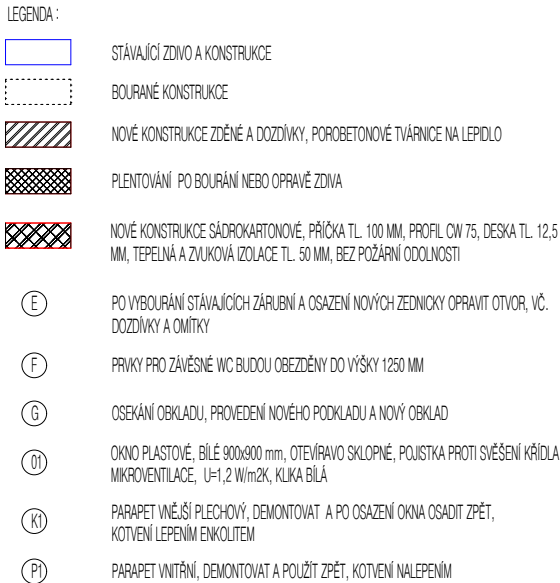 LEGENDA :
STÁVAJÍCÍ ZDIVO A KONSTRUKCE
BOURANÉ KONSTRUKCE
NOVÉ KONSTRUKCE ZDĚNÉ A DOZDÍVKY, POROBETONOVÉ TVÁRNICE NA LEPIDLO
PLENTOVÁNÍ PO BOURÁNÍ NEBO OPRAVĚ ZDIVA
NOVÉ KONSTRUKCE SÁDROKARTONOVÉ, PŘÍČKA TL. 100 MM, PROFIL CW 75, DESKA TL. 12,5
MM, TEPELNÁ A ZVUKOVÁ IZOLACE TL. 50 MM, BEZ POŽÁRNÍ ODOLNOSTI
E PO VYBOURÁNÍ STÁVAJÍCÍCH ZÁRUBNÍ A OSAZENÍ NOVÝCH ZEDNICKY OPRAVIT OTVOR, VČ.
DOZDÍVKY A OMÍTKY
F PRVKY PRO ZÁVĚSNÉ WC BUDOU OBEZDĚNY DO VÝŠKY 1250 MM
G OSEKÁNÍ OBKLADU, PROVEDENÍ NOVÉHO PODKLADU A NOVÝ OBKLAD
01 OKNO PLASTOVÉ, BÍLÉ 900x900 mm, OTEVÍRAVO SKLOPNÉ, POJISTKA PROTI SVĚŠENÍ KŘÍDLA
MIKROVENTILACE, U=1,2 W/m2K, KLIKA BÍLÁ
K1 PARAPET VNĚJŠÍ PLECHOVÝ, DEMONTOVAT A PO OSAZENÍ OKNA OSADIT ZPĚT,
KOTVENÍ LEPENÍM ENKOLITEM
P1 PARAPET VNITŘNÍ, DEMONTOVAT A POUŽÍT ZPĚT, KOTVENÍ NALEPENÍM